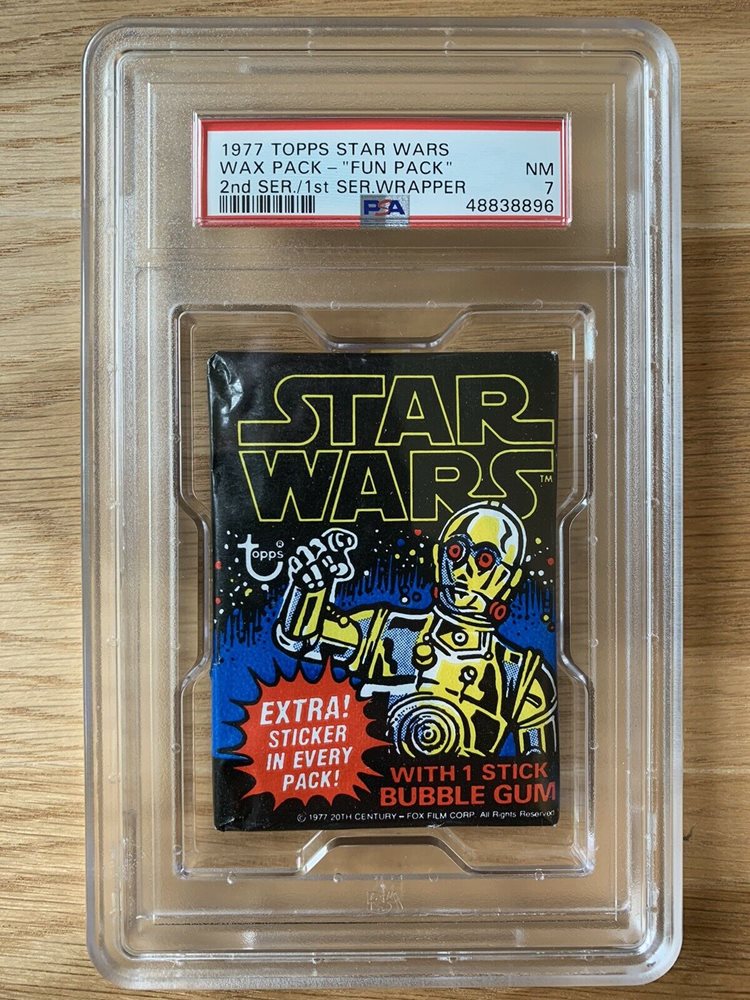 1977 TOPPS STAR WARS
WAX PACK - "FUN PACK" NM
2nd SER./1st SER.WRAPPER 7
PSA 48838896
STAR
WARS
TM
topps®
EXTRA!
STICKER
IN EVERY
PACK!
WITH 1 STICK
BUBBLE GUM
© 1977 20TH CENTURY - FOX FILM CORP. All Rights Reserved